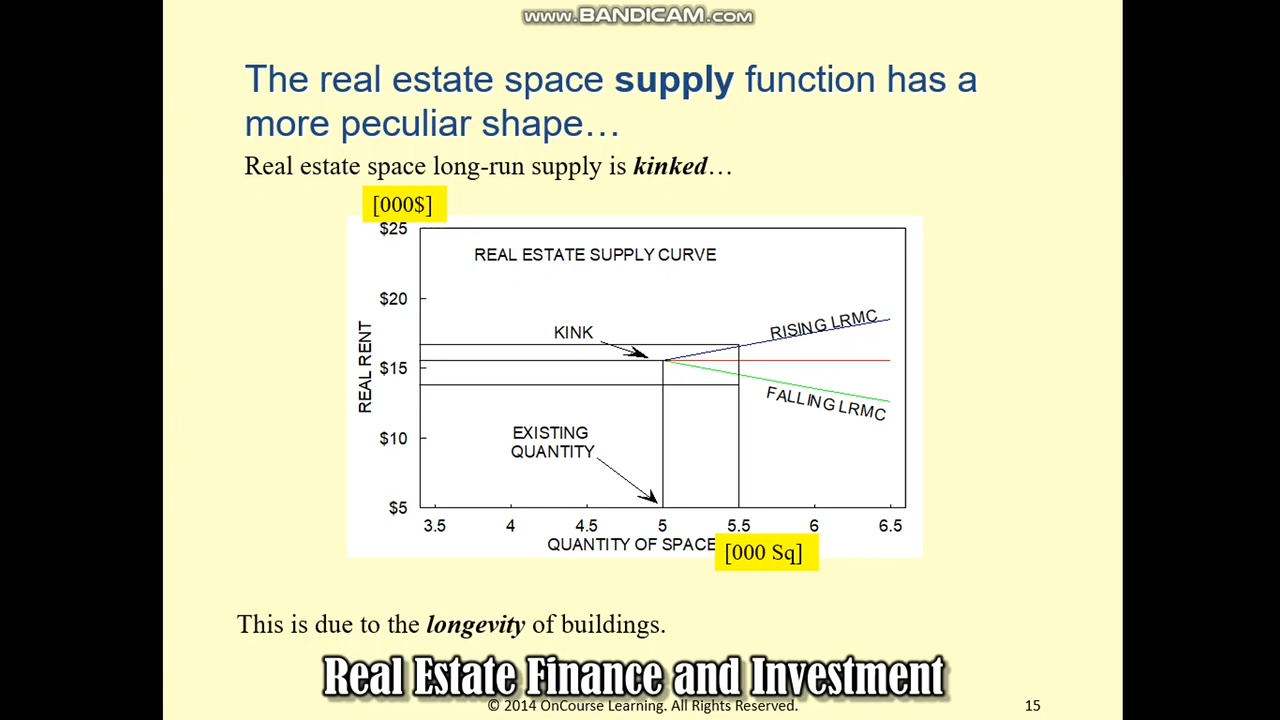 www.BANDICAM.com
The real estate space supply function has a
more peculiar shape…
Real estate space long-run supply is kinked…
[000$]
$25
REAL ESTATE SUPPLY CURVE
$20
KINK
RISING LRMC
REAL RENT
$15
FALLING LRMC
$10
EXISTING
QUANTITY
$5
3.5 4 4.5 5 5.5 6 6.5
QUANTITY OF SPACE
[000 Sq]
This is due to the longevity of buildings.
Real Estate Finance and Investment
© 2014 OnCourse Learning. All Rights Reserved. 15